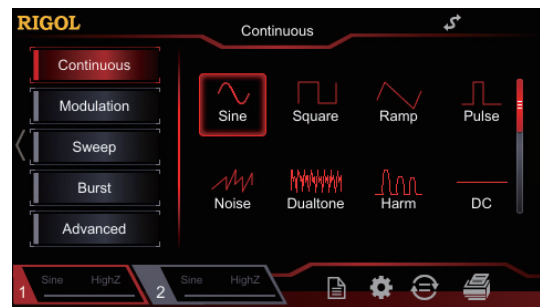 RIGOL
Continuous
Continuous
Modulation
Sweep
Burst
Advanced
Sine Square Ramp Pulse
Noise Dualtone Harm DC
1 Sine HighZ
2 Sine HighZ